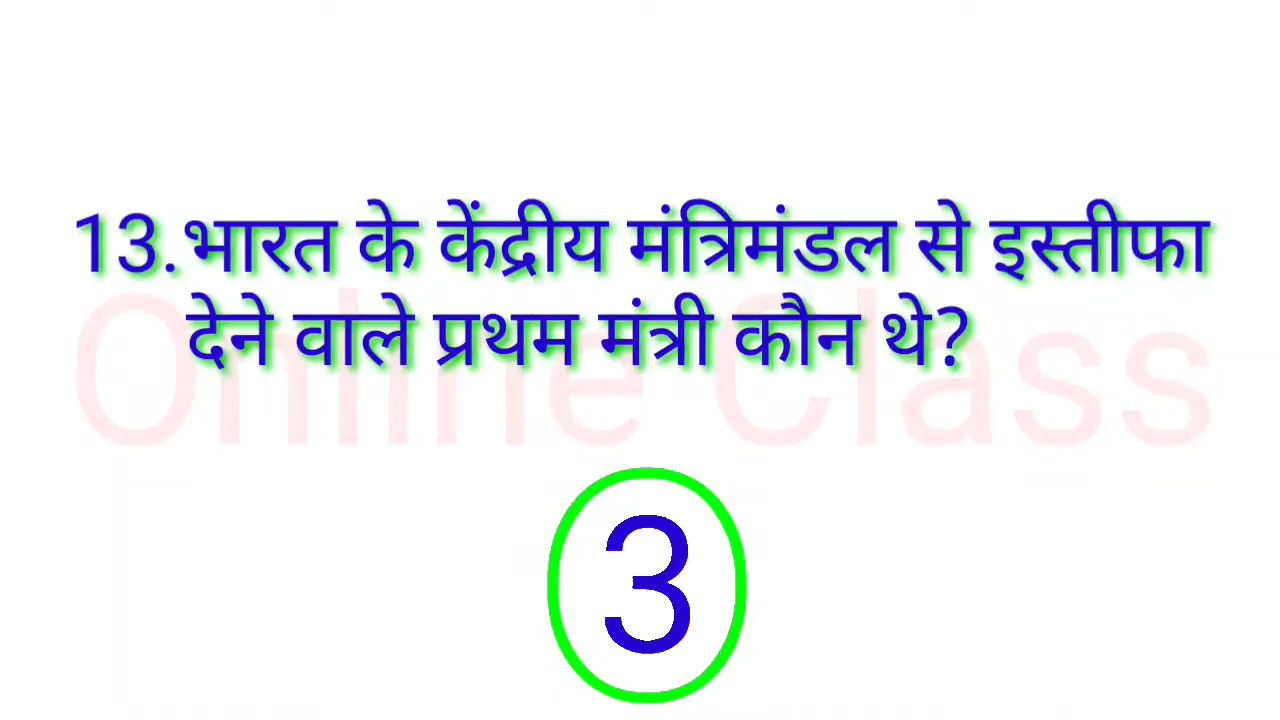 13.भारत के केंद्रीय मंत्रिमंडल से इस्तीफा
देने वाले प्रथम मंत्री कौन थे?
Online Class
3